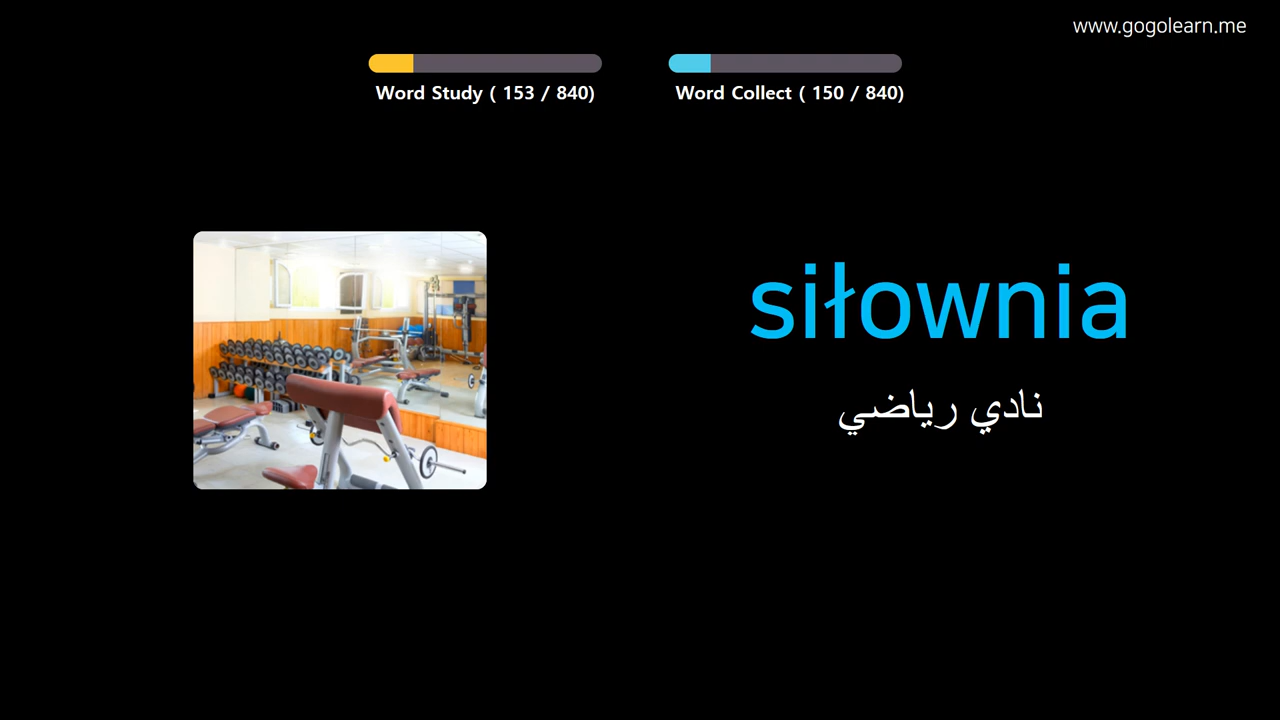 www.gogolearn.me
Word Study ( 153 / 840)
Word Collect ( 150 / 840)
siłownia
نادي رياضي